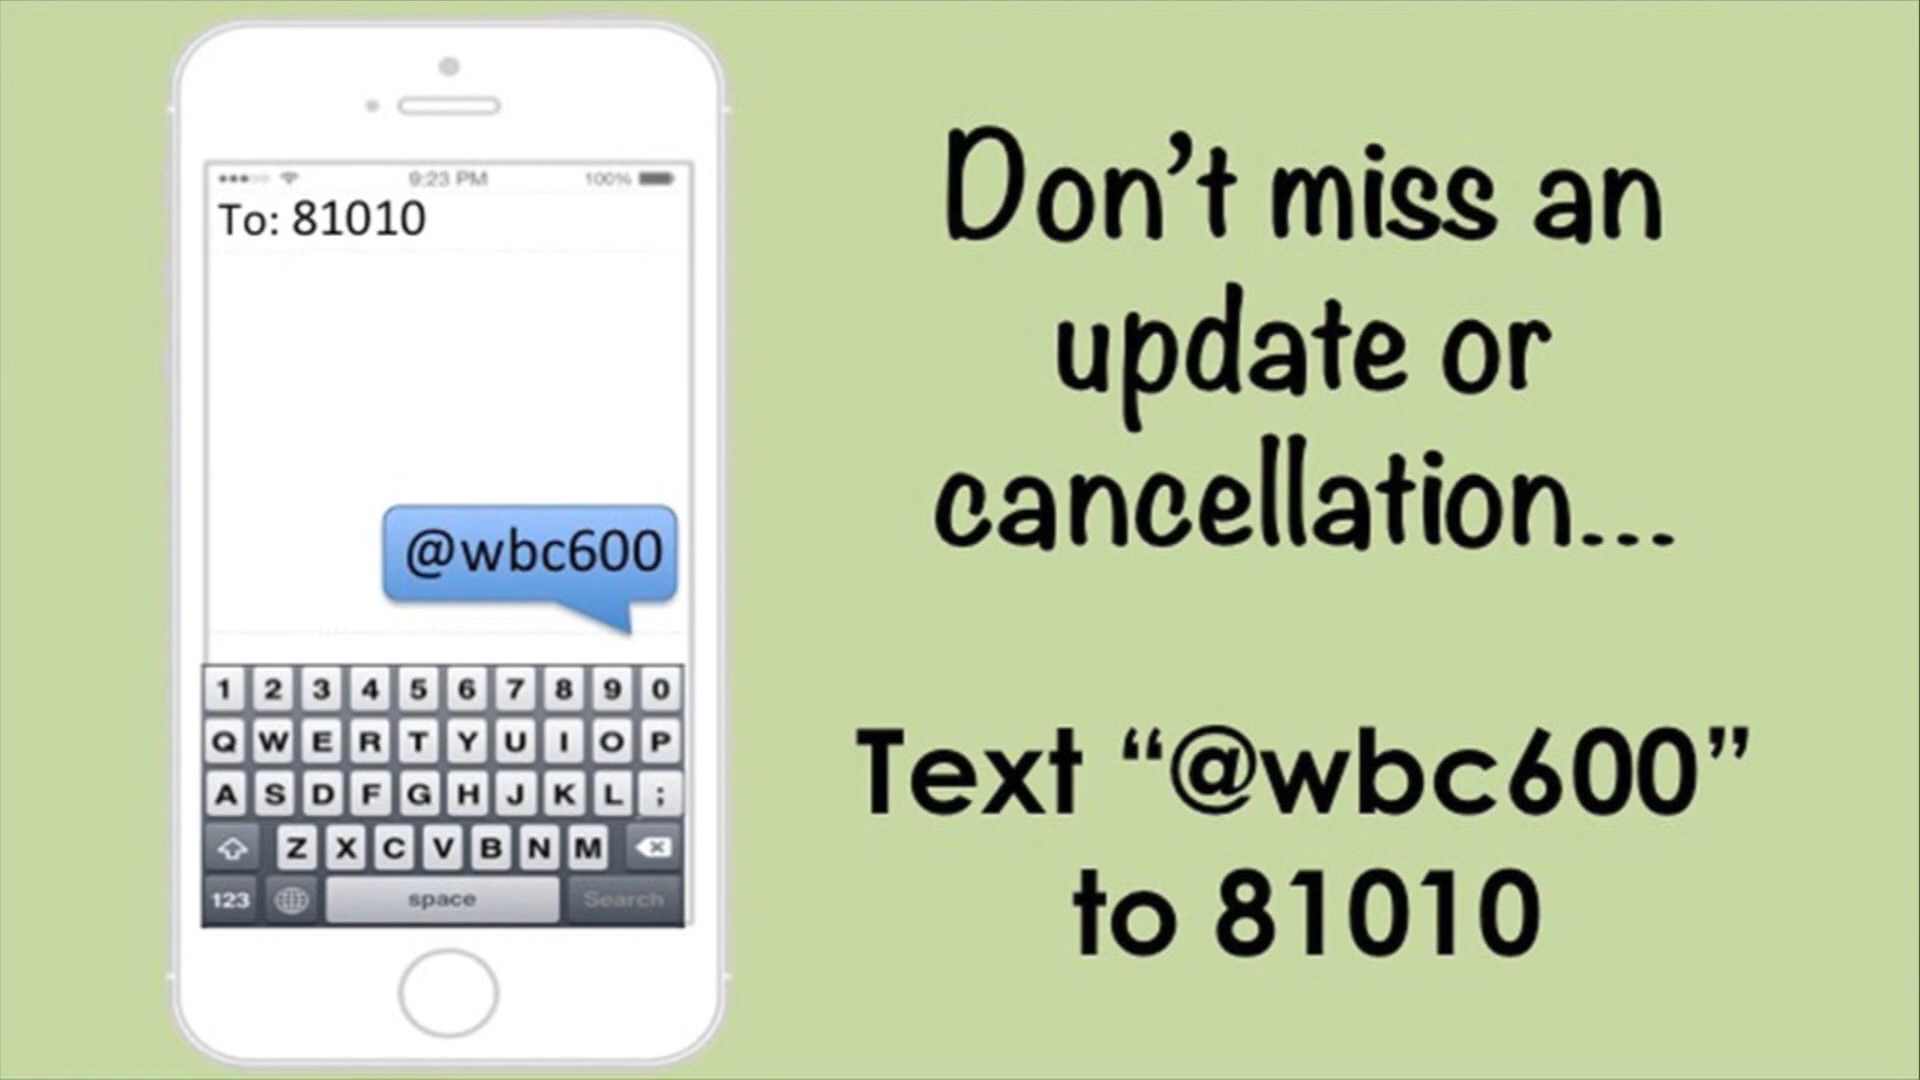 9:23 PM 100%
To: 81010
@wbc600
1 2 3 4 5 6 7 8 9 0
Q W E R T Y U I O P
A S D F G H J K L ;
Z X C V B N M
123 space Search
Don't miss an
update or
cancellation...
Text “@wbc600”
to 81010